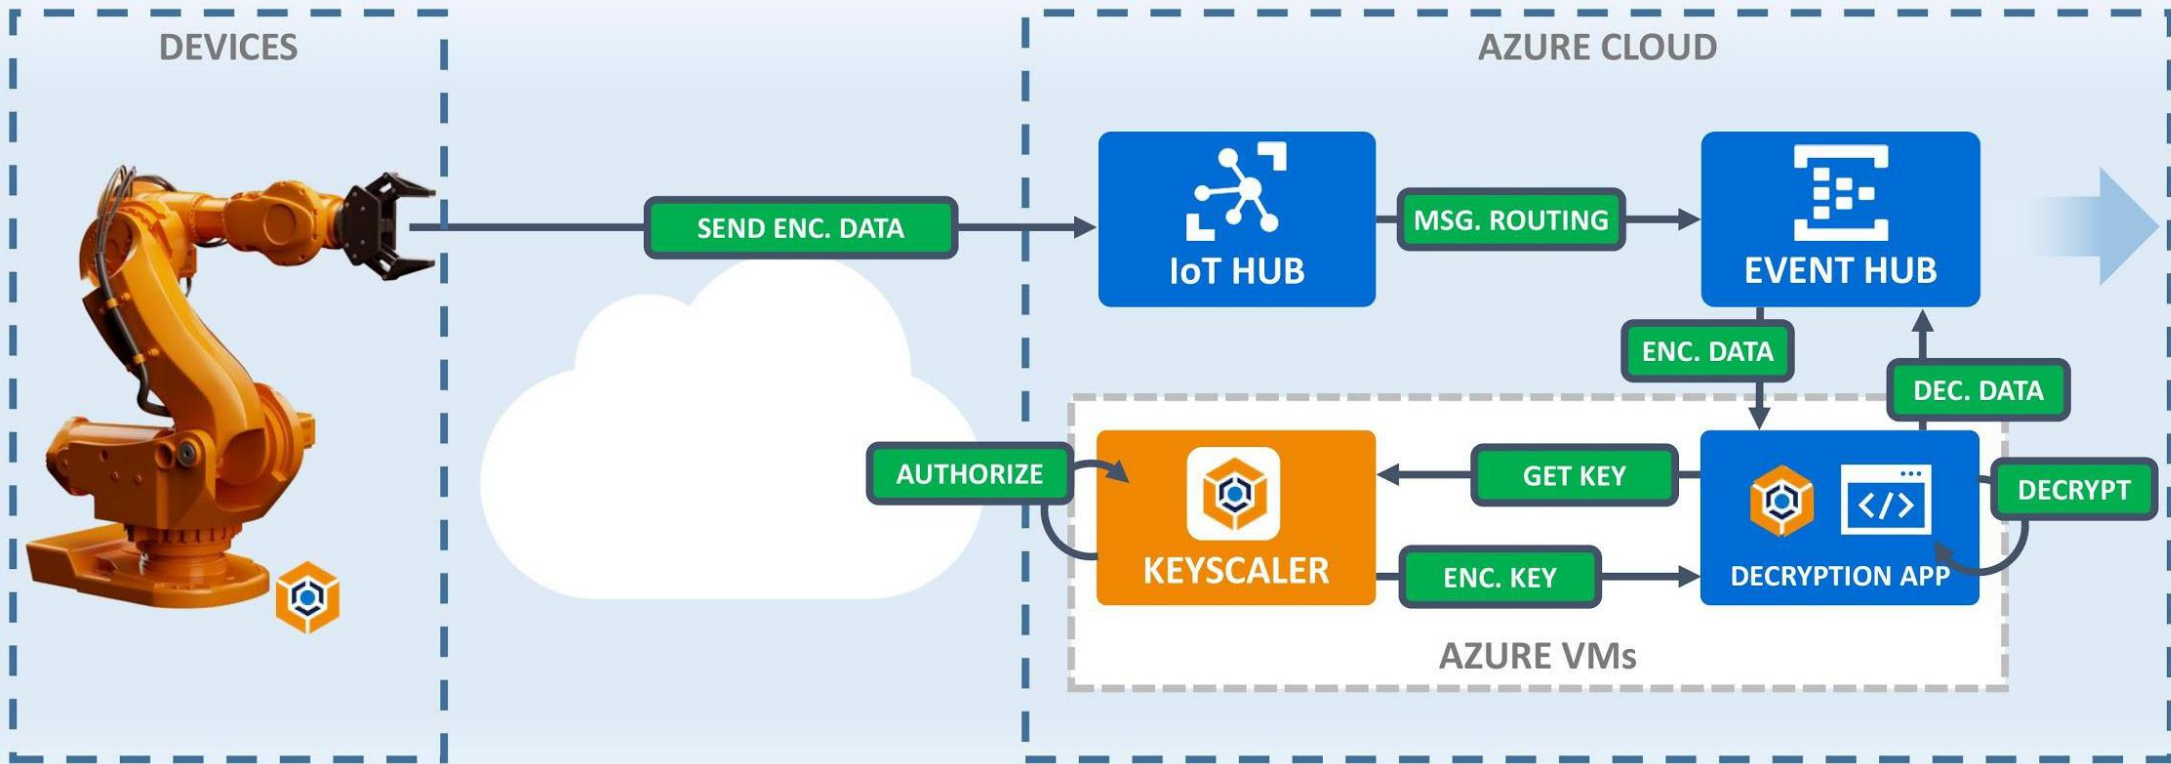 DEVICES
AZURE CLOUD
SEND ENC. DATA
IoT HUB
MSG. ROUTING
EVENT HUB
ENC. DATA
DEC. DATA
AUTHORIZE
KEYSCALER
GET KEY
ENC. KEY
</>
DECRYPTION APP
DECRYPT
AZURE VMs